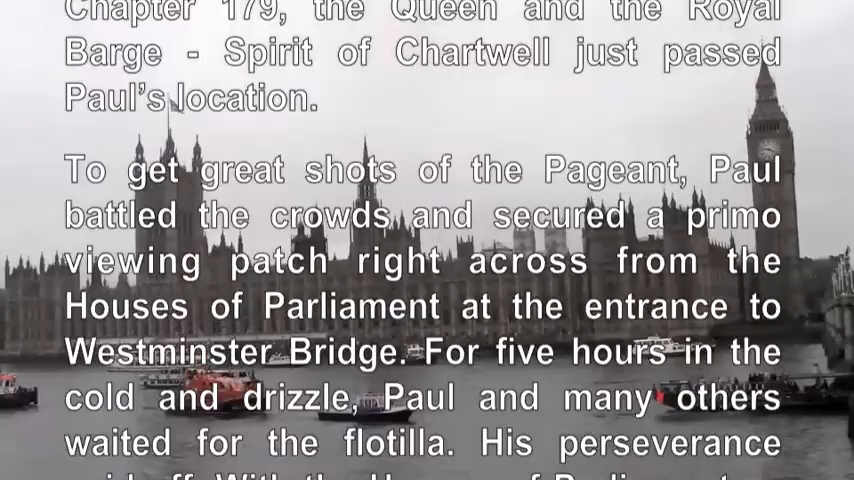 Chapter 179, the Queen and the Royal
Barge - Spirit of Chartwell just passed
Paul's location.
To get great shots of the Pageant, Paul
battled the crowds and secured a primo
viewing patch right across from the
Houses of Parliament at the entrance to
Westminster Bridge. For five hours in the
cold and drizzle, Paul and many others
waited for the flotilla. His perseverance